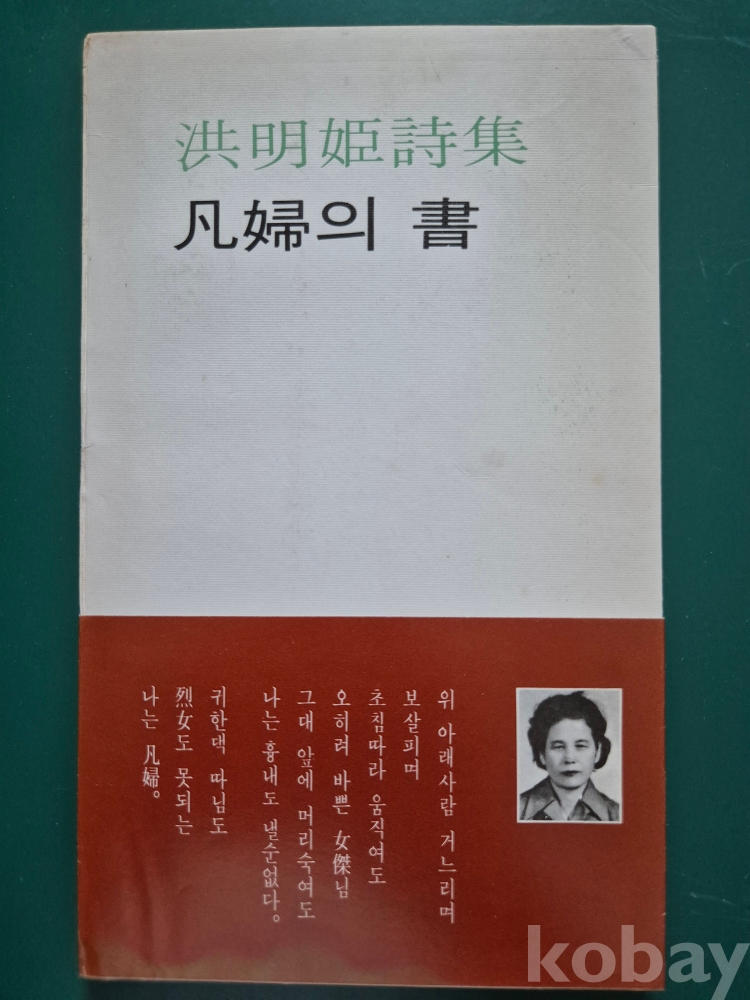 洪明姬詩集
凡婦의 書
위 아래사람 거느리며
보살피며
초침따라 움직여도
오히려 바쁜 女傑님
그대 앞에 머리숙여도
나는 흉내도 낼순없다。
귀한댁 따님도
烈女도 못되는
나는 凡婦。
kobay